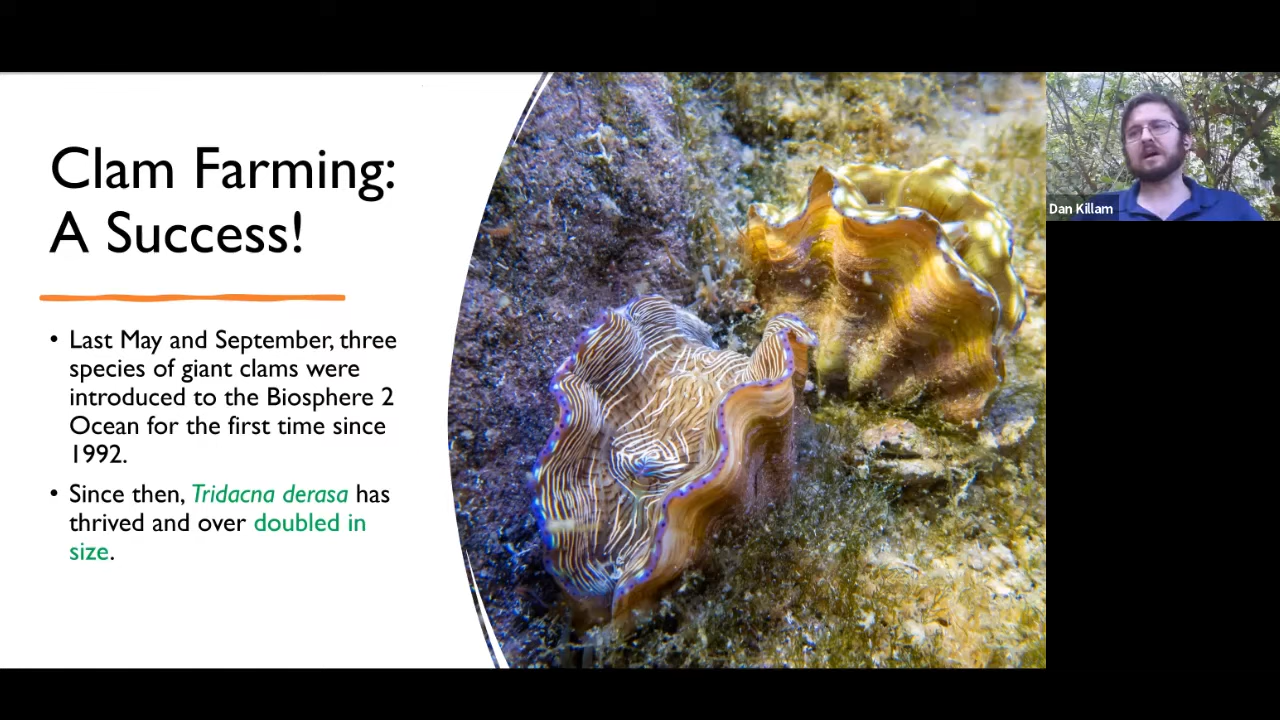 Clam Farming:
A Success!
• Last May and September, three
species of giant clams were
introduced to the Biosphere 2
Ocean for the first time since
1992.
• Since then, Tridacna derasa has
thrived and over doubled in
size.
Dan Killam